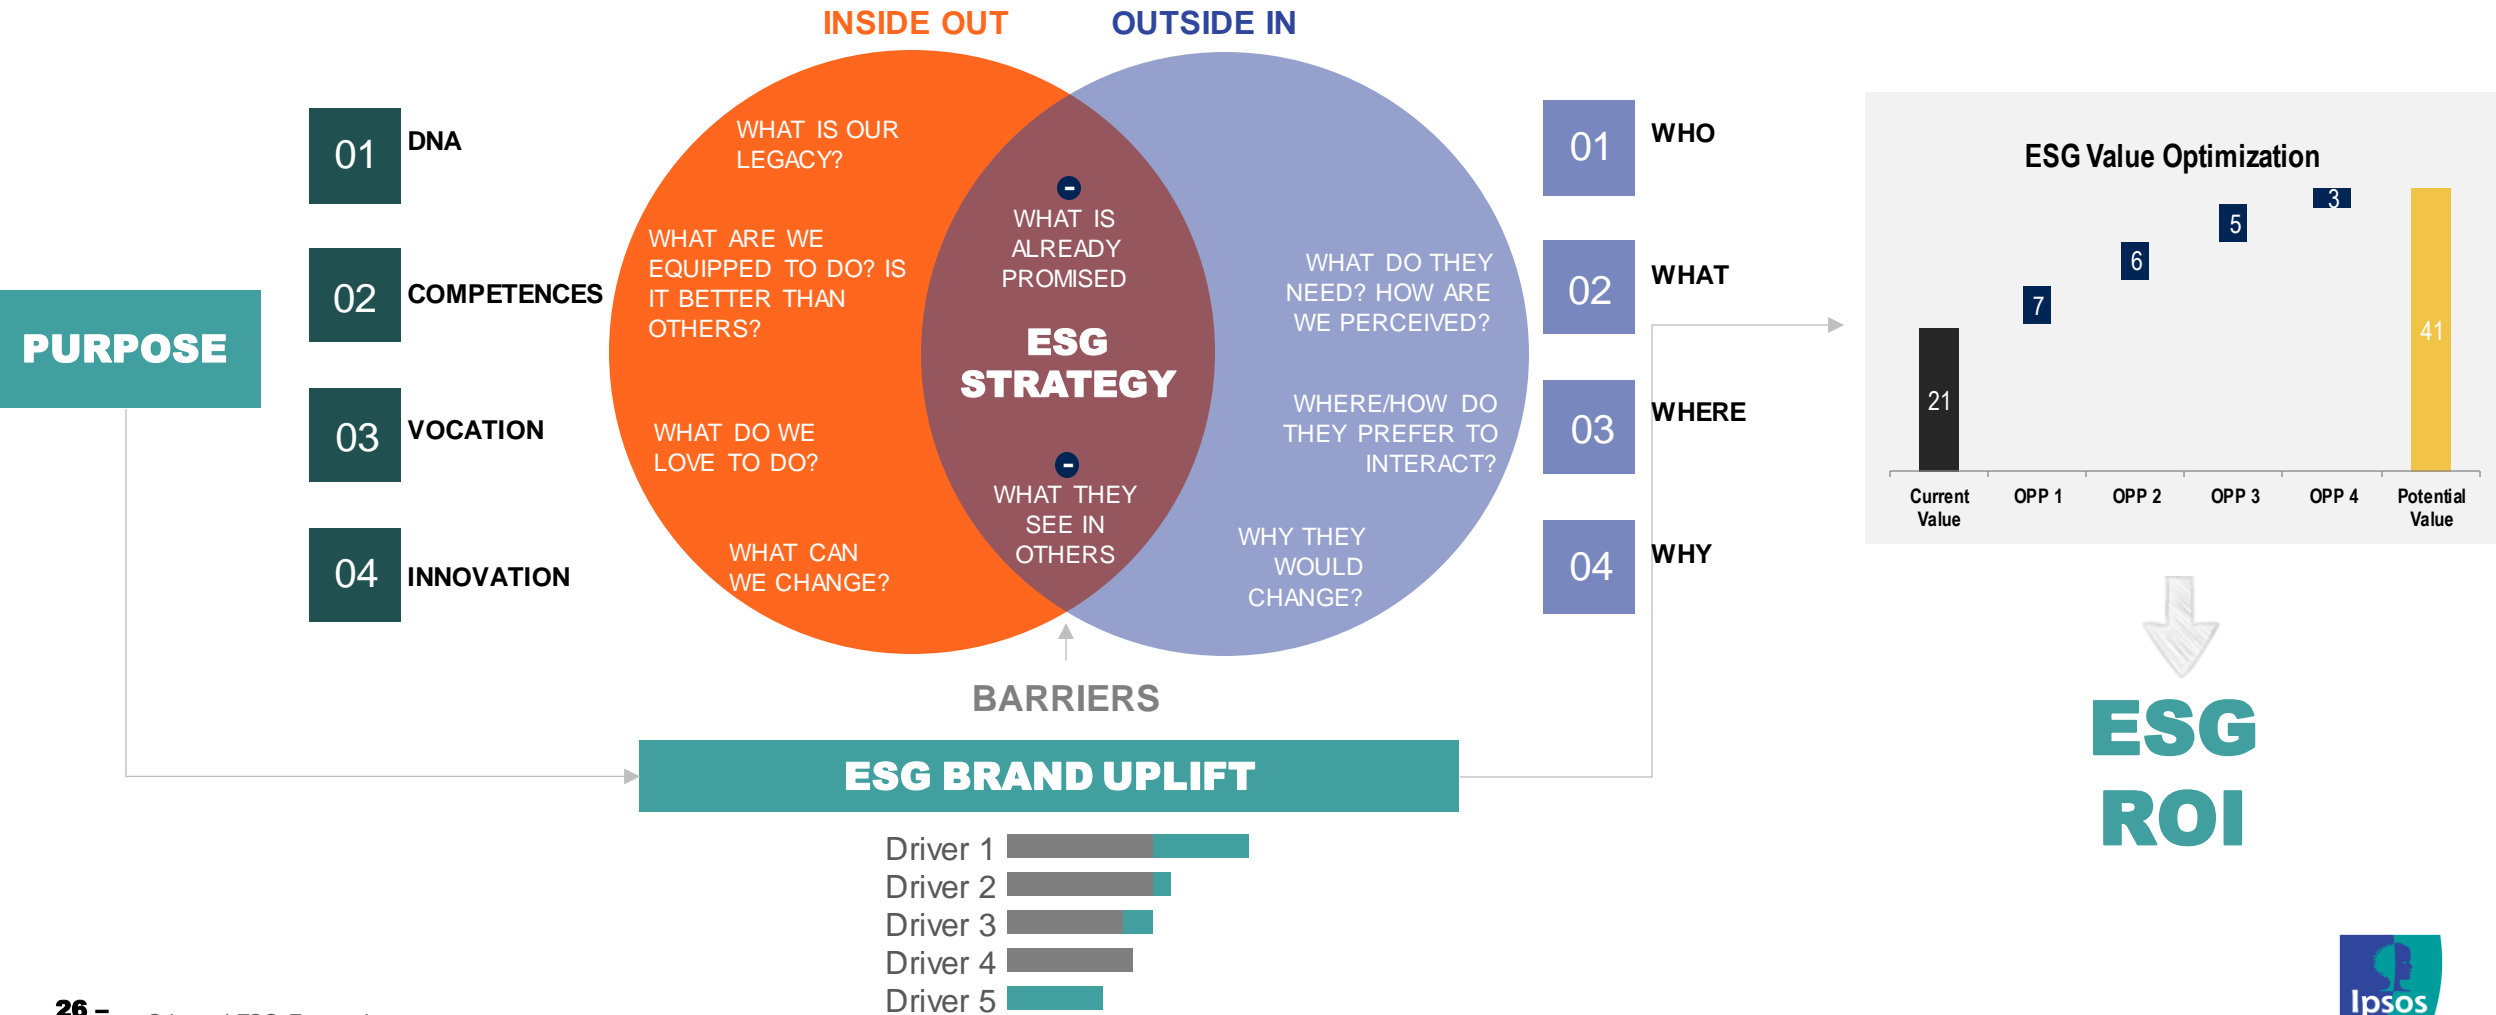 INSIDE OUT
OUTSIDE IN
PURPOSE
01
DNA
02
COMPETENCES
03
VOCATION
04
INNOVATION
WHAT IS OUR
LEGACY?
WHAT ARE WE
EQUIPPED TO DO? IS
IT BETTER THAN
OTHERS?
WHAT DO WE
LOVE TO DO?
WHAT CAN
WE CHANGE?
-
WHAT IS
ALREADY
PROMISED
ESG
STRATEGY
-
WHAT THEY
SEE IN
OTHERS
WHAT DO THEY
NEED? HOW ARE
WE PERCEIVED?
WHERE/HOW DO
THEY PREFER TO
INTERACT?
WHY THEY
WOULD
CHANGE?
01
WHO
02
WHAT
03
WHERE
04
WHY
BARRIERS
ESG BRAND UPLIFT
Driver 1
Driver 2
Driver 3
Driver 4
Driver 5
ESG Value Optimization
21
7
6
5
3
41
Current
Value
OPP 1
OPP 2
OPP 3
OPP 4
Potential
Value
ESG
ROI
26 –
Ipsos